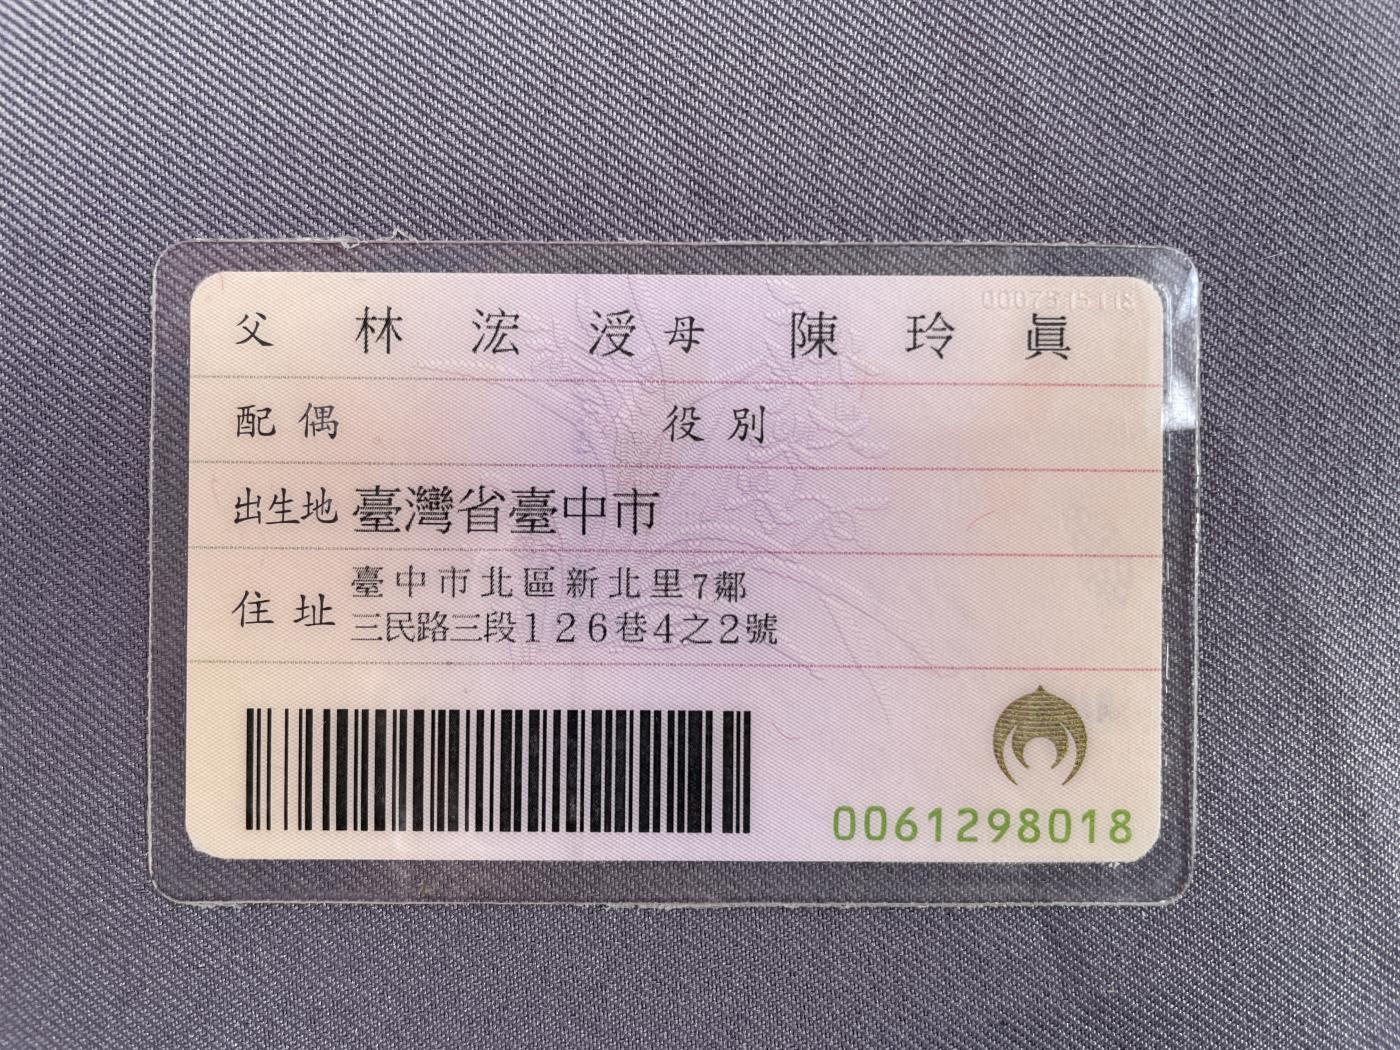 父 林浤浸 母 陳玲眞
配偶 役別
出生地 臺灣省臺中市
住址 臺中市北區新北里7鄰
三民路三段126巷4之2號
0061298018